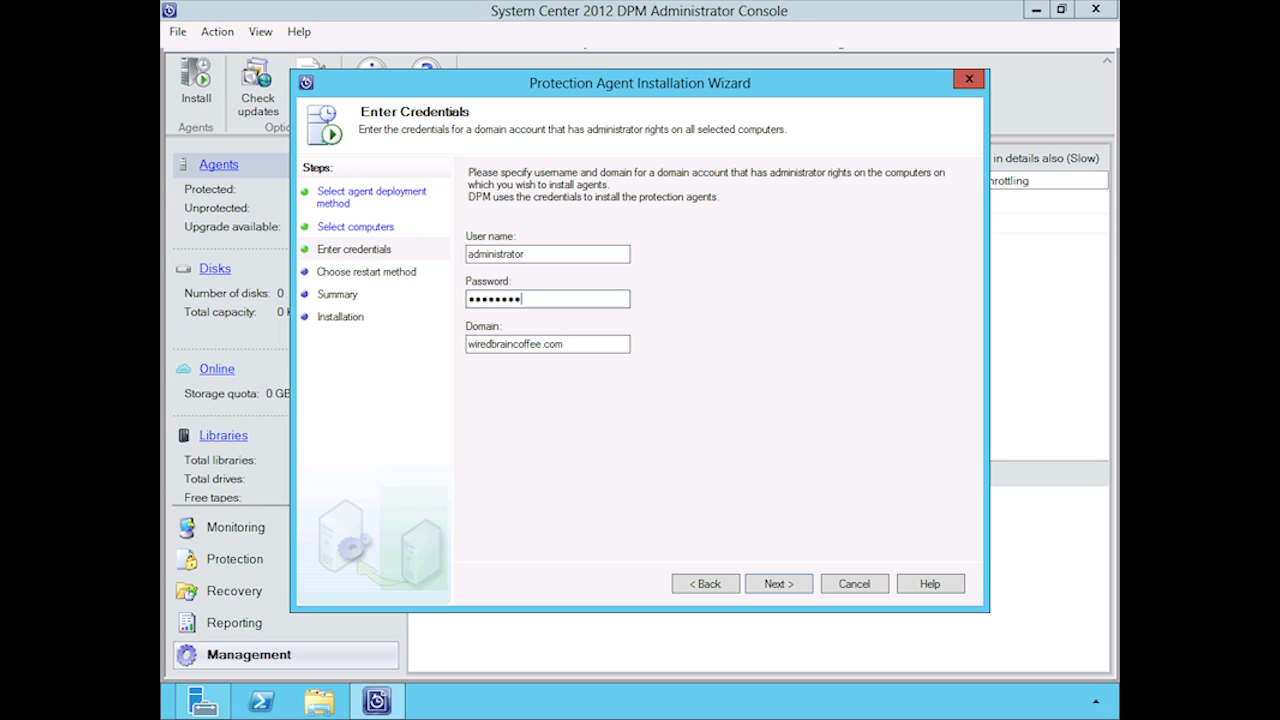 System Center 2012 DPM Administrator Console
File Action View Help
Install
Check
updates
Agents
Optic
Protection Agent Installation Wizard
Enter Credentials
Enter the credentials for a domain account that has administrator rights on all selected computers.
Steps:
Select agent deployment
method
Select computers
Enter credentials
Choose restart method
Summary
Installation
Please specify username and domain for a domain account that has administrator rights on the computers on
which you wish to install agents.
DPM uses the credentials to install the protection agents.
User name:
administrator
Password:
●●●●●●●●
Domain:
wiredbraincoffee.com
< Back
Next >
Cancel
Help
in details also (Slow)
hrottling
Agents
Protected:
Unprotected:
Upgrade available:
Disks
Number of disks: 0
Total capacity: 0
Online
Storage quota: 0 GB
Libraries
Total libraries:
Total drives:
Free tapes:
Monitoring
Protection
Recovery
Reporting
Management